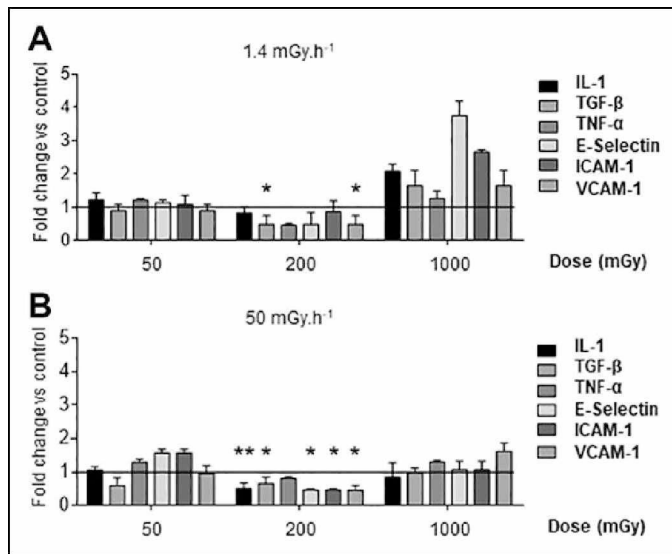 A
1.4 mGy.h⁻¹
Fold change vs control
5
4
3
2
1
0
* *
50 200 1000 Dose (mGy)
IL-1
TGF-β
TNF-α
E-Selectin
ICAM-1
VCAM-1
B
50 mGy.h⁻¹
Fold change vs control
5
4
3
2
1
0
** * * * *
50 200 1000 Dose (mGy)
IL-1
TGF-β
TNF-α
E-Selectin
ICAM-1
VCAM-1